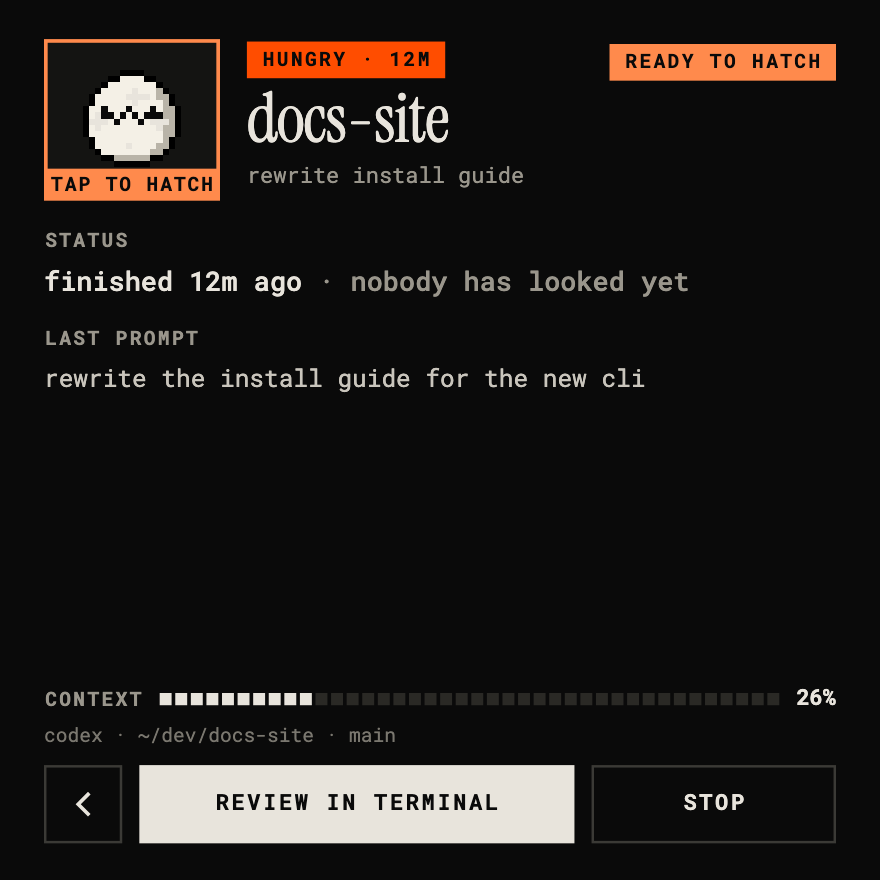 HUNGRY · 12M
READY TO HATCH
docs-site
rewrite install guide
TAP TO HATCH
STATUS
finished 12m ago · nobody has looked yet
LAST PROMPT
rewrite the install guide for the new cli
CONTEXT 26%
codex · ~/dev/docs-site · main
REVIEW IN TERMINAL
STOP